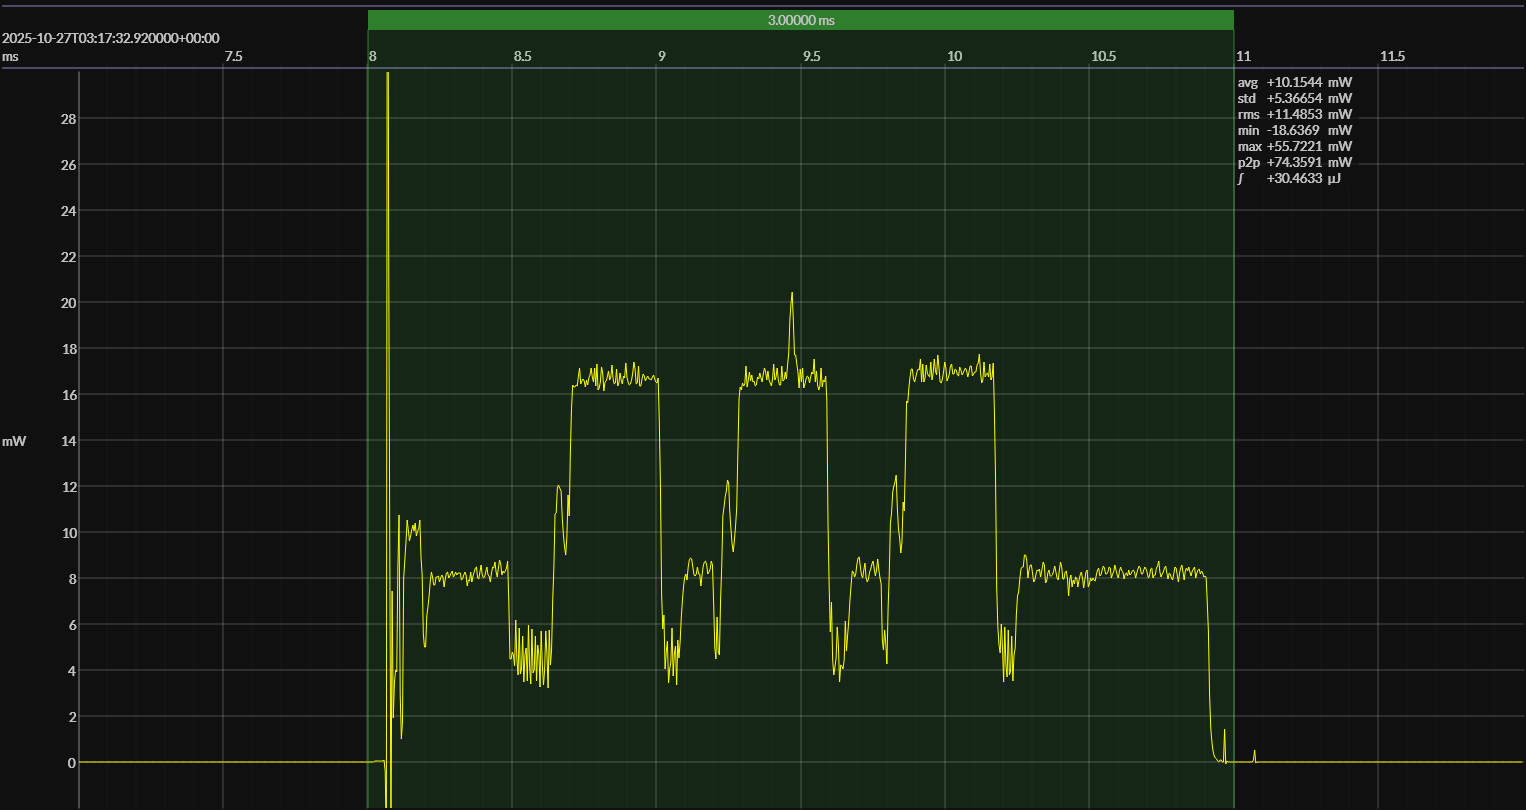 3.00000 ms
2025-10-27T03:17:32.920000+00:00
ms 7.5 8 8.5 9 9.5 10 10.5 11 11.5
avg +10.1544 mW
std +5.36654 mW
rms +11.4853 mW
min -18.6369 mW
max +55.7221 mW
p2p +74.3591 mW
∫ +30.4633 µJ
28
26
24
22
20
18
16
mW 14
12
10
8
6
4
2
0